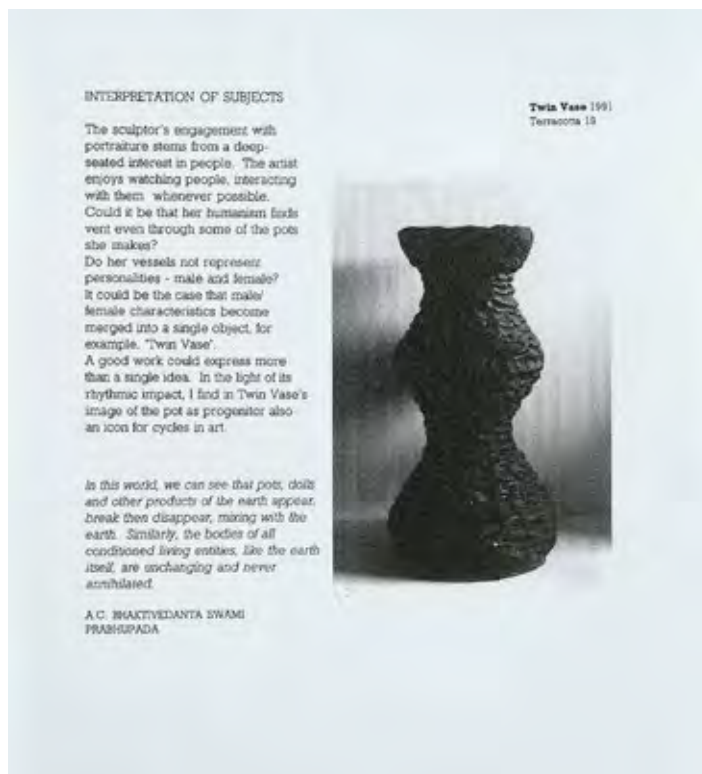 INTERPRETATION OF SUBJECTS
Twin Vase 1991
Terracotta 19
The sculptor's engagement with
portraiture stems from a deep-
seated interest in people. The artist
enjoys watching people, interacting
with them whenever possible.
Could it be that her humanism finds
vent even through some of the pots
she makes?
Do her vessels not represent
personalities - male and female?
It could be the case that male/
female characteristics become
merged into a single object, for
example, 'Twin Vase'.
A good work could express more
than a single idea. In the light of its
rhythmic impact, I find in Twin Vase's
image of the pot as progenitor also
an icon for cycles in art.
In this world, we can see that pots, dolls
and other products of the earth appear,
break then disappear, mixing with the
earth. Similarly, the bodies of all
conditioned living entities, like the earth
itself, are unchanging and never
annihilated.
A.C. BHAKTIVEDANTA SWAMI
PRABHUPADA